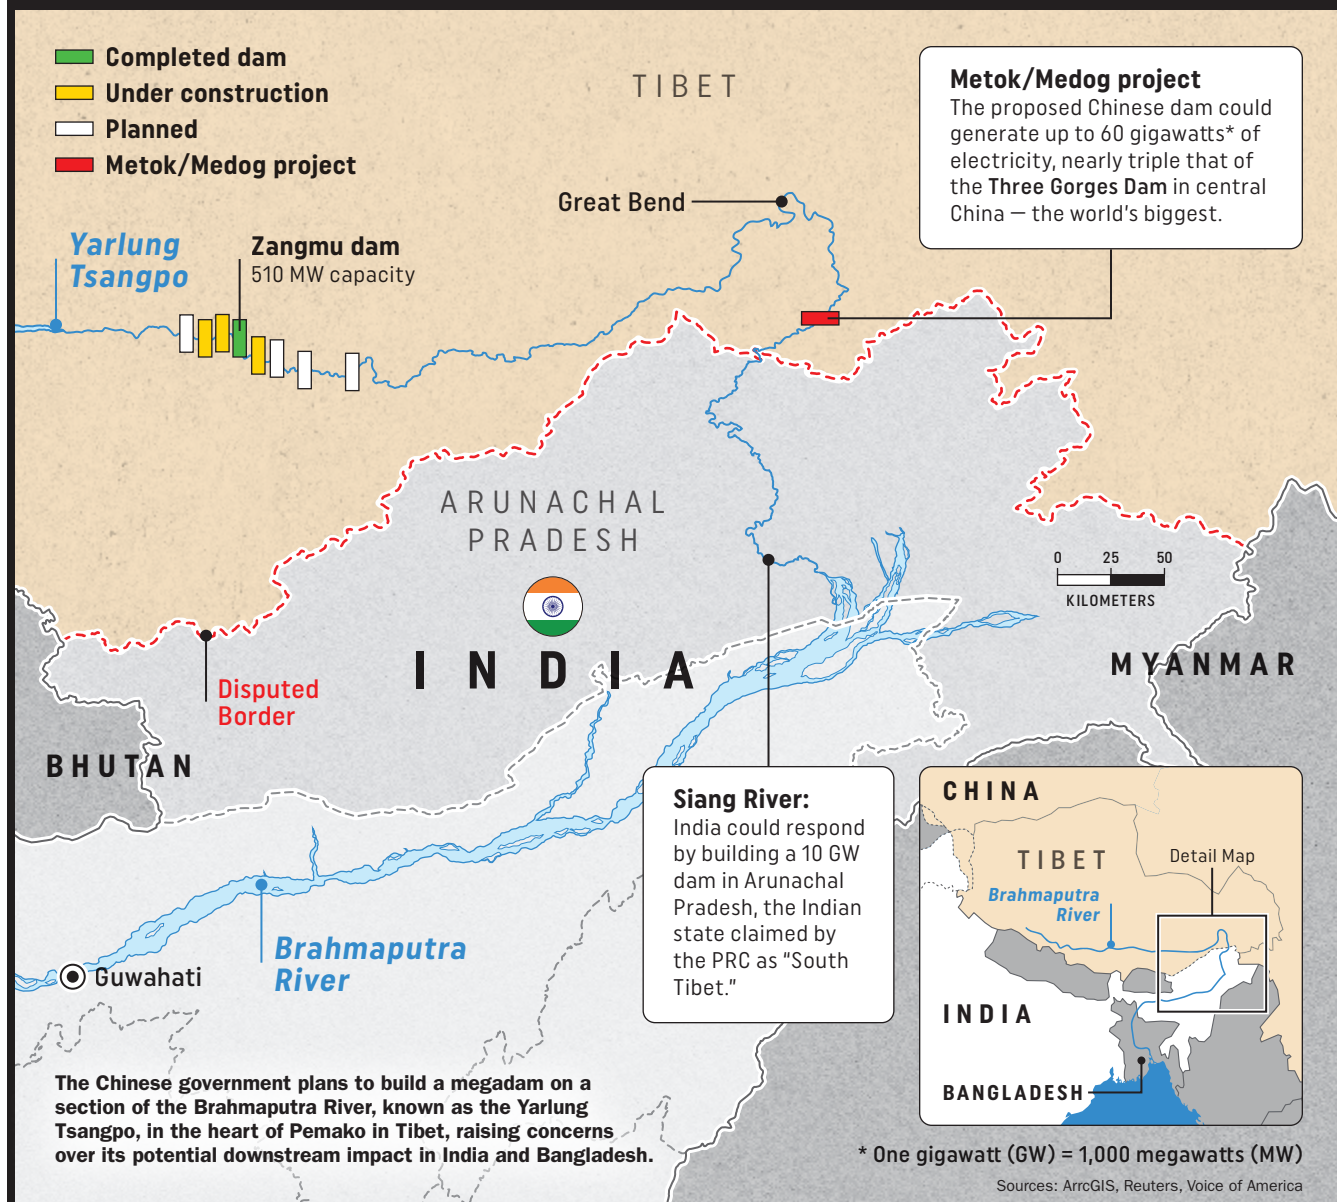 Completed dam
Under construction
Planned
Metok/Medog project
TIBET
Metok/Medog project
The proposed Chinese dam could
generate up to 60 gigawatts* of
electricity, nearly triple that of
the Three Gorges Dam in central
China — the world's biggest.
Great Bend
Yarlung
Tsangpo
Zangmu dam
510 MW capacity
ARUNACHAL
PRADESH
0 25 50
KILOMETERS
INDIA
MYANMAR
Disputed
Border
BHUTAN
Siang River:
India could respond
by building a 10 GW
dam in Arunachal
Pradesh, the Indian
state claimed by
the PRC as "South
Tibet."
CHINA
TIBET
Detail Map
Brahmaputra
River
INDIA
BANGLADESH
Brahmaputra
River
Guwahati
The Chinese government plans to build a megadam on a
section of the Brahmaputra River, known as the Yarlung
Tsangpo, in the heart of Pemako in Tibet, raising concerns
over its potential downstream impact in India and Bangladesh.
* One gigawatt (GW) = 1,000 megawatts (MW)
Sources: ArrcGIS, Reuters, Voice of America